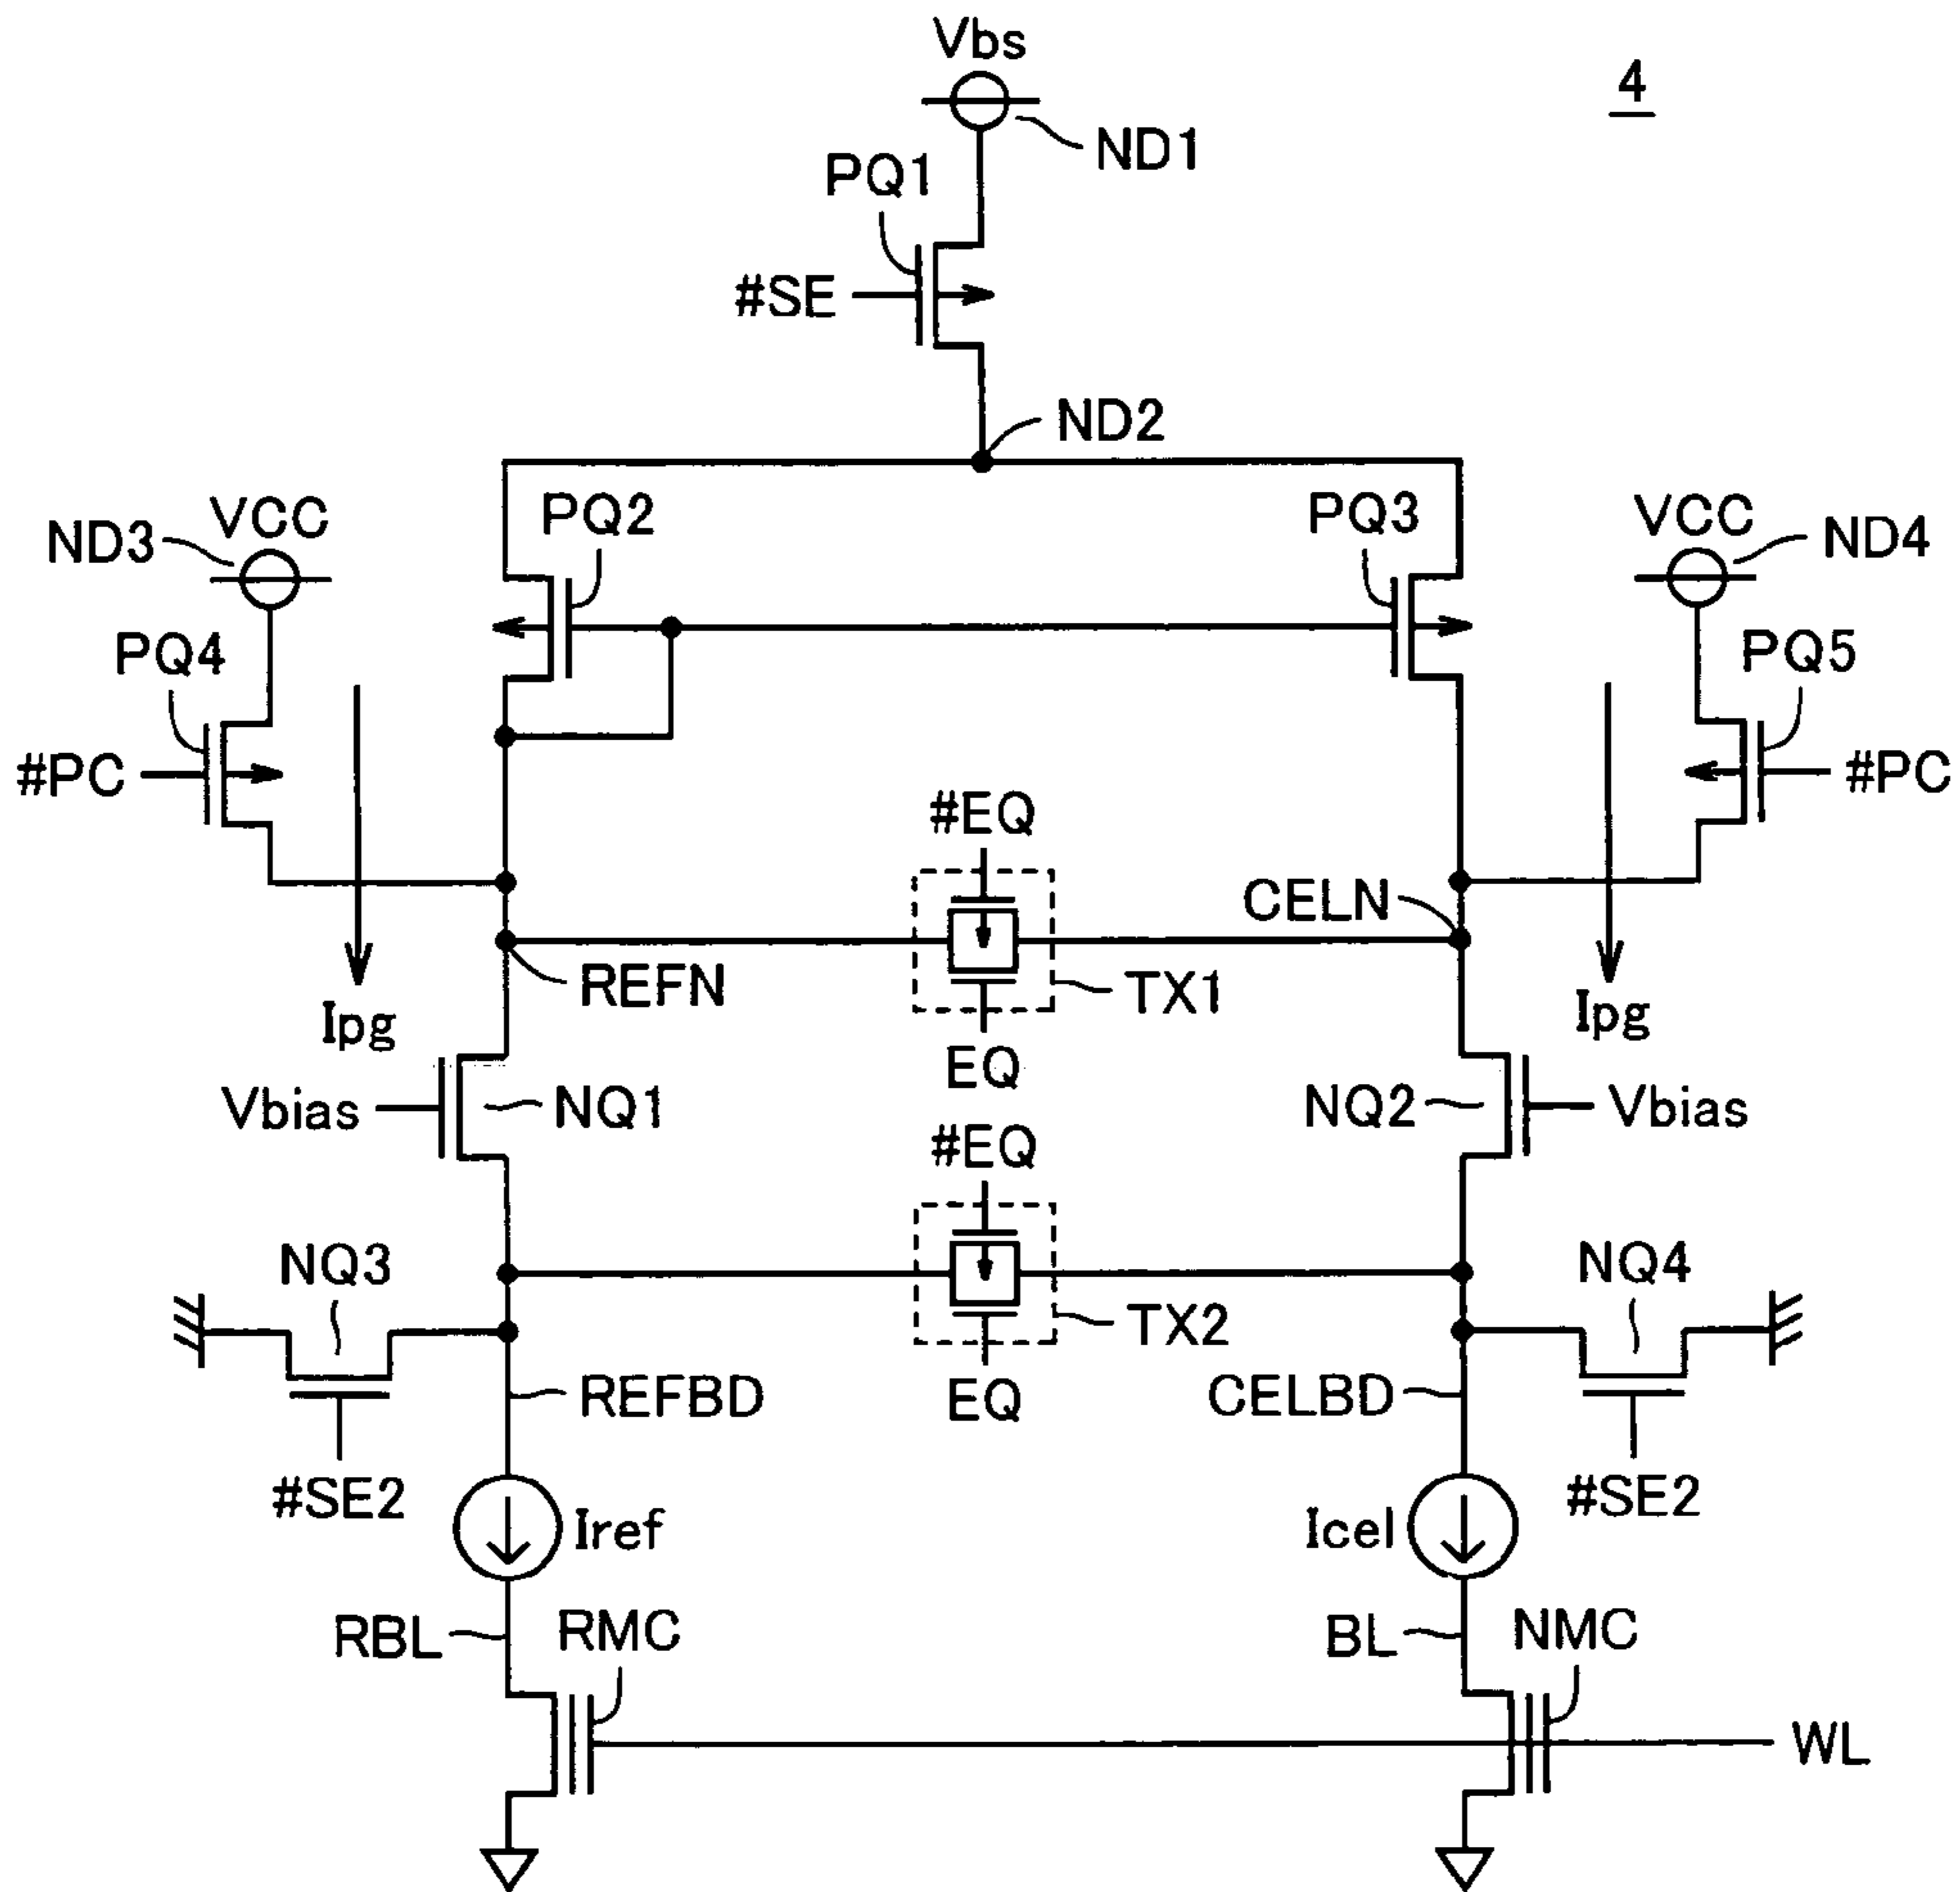 Vbs
4
ND1
PQ1
#SE
ND2
VCC
PQ2
PQ3
VCC
ND3
ND4
PQ4
PQ5
#PC
#PC
#EQ
CELN
REFN
TX1
Ipg
Ipg
EQ
Vbias
NQ1
NQ2
Vbias
#EQ
NQ3
NQ4
TX2
REFBD
EQ
CELBD
#SE2
#SE2
Iref
Icel
RBL
RMC
BL
NMC
WL